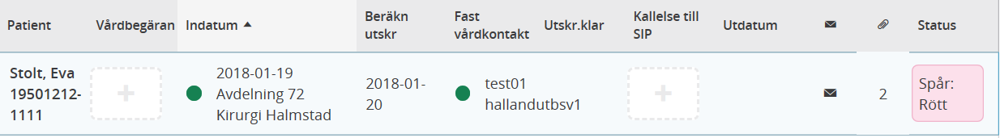 Patient
Vårdbegäran
Indatum
Beräkn
utskr
Fast
vårdkontakt
Utskr.klar
Kallelse till
SIP
Utdatum
Status
Stolt, Eva
19501212-
1111
2018-01-19
Avdelning 72
Kirurgi Halmstad
2018-01-
20
test01
hallandutbsv1
2
Spår:
Rött